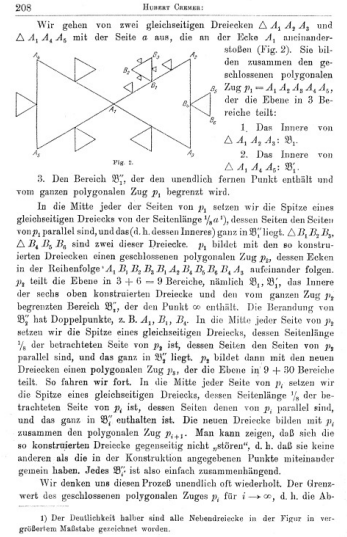 208
HUBERT CREMER:
Wir gehen von zwei gleichseitigen Dreiecken △ A₁ A₂ A₃ und
△ A₁ A₄ A₅ mit der Seite a aus, die an der Ecke A₁ aneinander-
stoßen (Fig. 2). Sie bil-
den zusammen den ge-
schlossenen polygonalen
Zug p₁ = A₁ A₂ A₃ A₄ A₅,
der die Ebene in 3 Be-
reiche teilt:
1. Das Innere von
△ A₁ A₂ A₃: 𝔅₁.
2. Das Innere von
△ A₁ A₄ A₅: 𝔅₁′.
Fig. 2.
3. Den Bereich 𝔅₁″, der den unendlich fernen Punkt enthält und
vom ganzen polygonalen Zug p₁ begrenzt wird.
In die Mitte jeder der Seiten von p₁ setzen wir die Spitze eines
gleichseitigen Dreiecks von der Seitenlänge ⅛ a ¹), dessen Seiten den Seiten
von p₁ parallel sind, und das (d. h. dessen Inneres) ganz in 𝔅₁″ liegt. △ B₁ B₂ B₃,
△ B₄ B₅ B₆ sind zwei dieser Dreiecke. p₁ bildet mit den so konstru-
ierten Dreiecken einen geschlossenen polygonalen Zug p₂, dessen Ecken
in der Reihenfolge A₁ B₁ B₂ B₃ B₁ A₂ B₄ B₅ B₆ B₄ A₃ aufeinander folgen.
p₂ teilt die Ebene in 3 + 6 = 9 Bereiche, nämlich 𝔅₁, 𝔅₁′, das Innere
der sechs oben konstruierten Dreiecke und den vom ganzen Zug p₂
begrenzten Bereich 𝔅₂″, der den Punkt ∞ enthält. Die Berandung von
𝔅₂″ hat Doppelpunkte, z. B. A₁, B₁, B₄. In die Mitte jeder Seite von p₂
setzen wir die Spitze eines gleichseitigen Dreiecks, dessen Seitenlänge
⅛ der betrachteten Seite von p₂ ist, dessen Seiten den Seiten von p₂
parallel sind, und das ganz in 𝔅₂″ liegt. p₂ bildet dann mit den neuen
Dreiecken einen polygonalen Zug p₃, der die Ebene in 9 + 30 Bereiche
teilt. So fahren wir fort. In die Mitte jeder Seite von pᵢ setzen wir
die Spitze eines gleichseitigen Dreiecks, dessen Seitenlänge ⅛ der be-
trachteten Seite von pᵢ ist, dessen Seiten denen von pᵢ parallel sind,
und das ganz in 𝔅ᵢ″ enthalten ist. Die neuen Dreiecke bilden mit pᵢ
zusammen den polygonalen Zug pᵢ₊₁. Man kann zeigen, daß sich die
so konstruierten Dreiecke gegenseitig nicht „stören“, d. h. daß sie keine
anderen als die in der Konstruktion angegebenen Punkte miteinander
gemein haben. Jedes 𝔅ᵢ″ ist also einfach zusammenhängend.
Wir denken uns diesen Prozeß unendlich oft wiederholt. Der Grenz-
wert des geschlossenen polygonalen Zuges pᵢ für i → ∞, d. h. die Ab-
1) Der Deutlichkeit halber sind alle Nebendreiecke in der Figur in ver-
größertem Maßstabe gezeichnet worden.